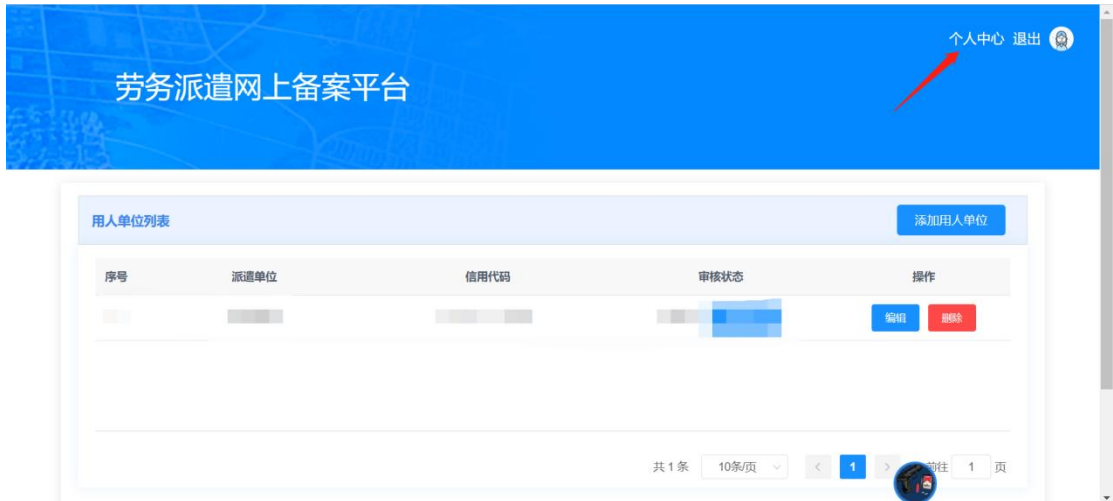 个人中心 退出
劳务派遣网上备案平台
用人单位列表 添加用人单位
序号 派遣单位 信用代码 审核状态 操作
编辑 删除
共 1 条 10条/页 1 前往 1 页